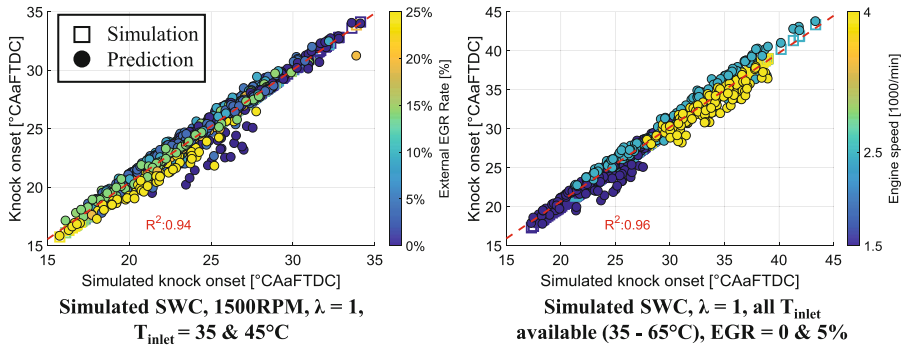 Knock onset [°CAaFTDC]
35
30
25
20
15
Simulation
Prediction
R²:0.94
15
20
25
30
35
Simulated knock onset [°CAaFTDC]
25%
20%
15%
10%
5%
0%
External EGR Rate [%]
Simulated SWC, 1500RPM, λ = 1,
T_inlet = 35 & 45°C
Knock onset [°CAaFTDC]
45
40
35
30
25
20
15
R²:0.96
15
20
25
30
35
40
45
Simulated knock onset [°CAaFTDC]
4
2.5
1.5
Engine speed [1000/min]
Simulated SWC, λ = 1, all T_inlet
available (35 - 65°C), EGR = 0 & 5%